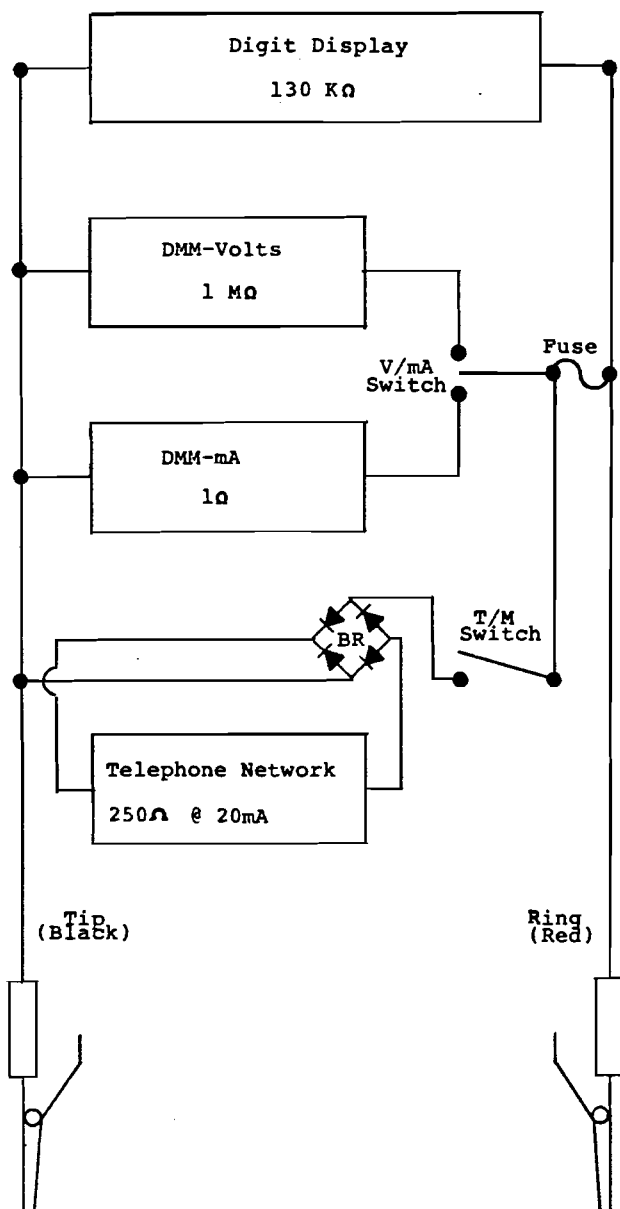 Digit Display
130 KΩ
DMM-Volts
1 MΩ
Fuse
V/mA
Switch
DMM-mA
1Ω
T/M
Switch
BR
Telephone Network
250Ω @ 20mA
Tip
(Black)
Ring
(Red)